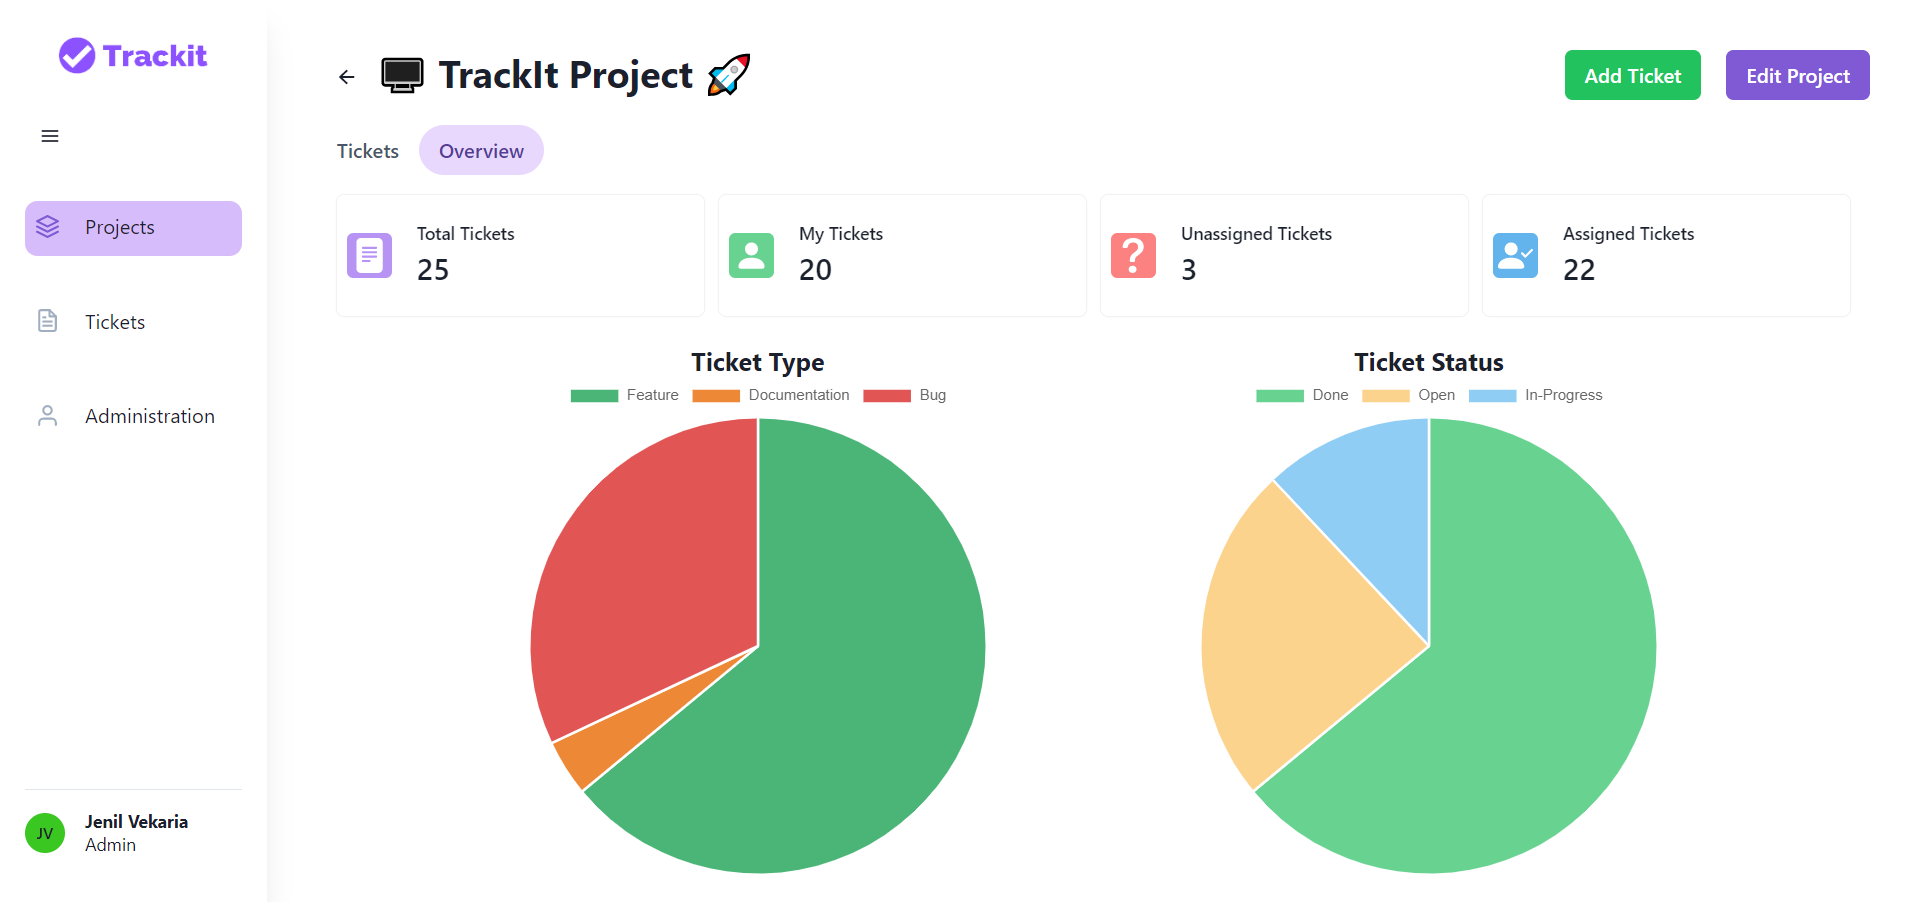 Trackit
TrackIt Project
Add Ticket
Edit Project
Tickets
Overview
Projects
Tickets
Administration
Total Tickets
25
My Tickets
20
Unassigned Tickets
3
Assigned Tickets
22
Ticket Type
Feature Documentation Bug
Ticket Status
Done Open In-Progress
JV
Jenil Vekaria
Admin